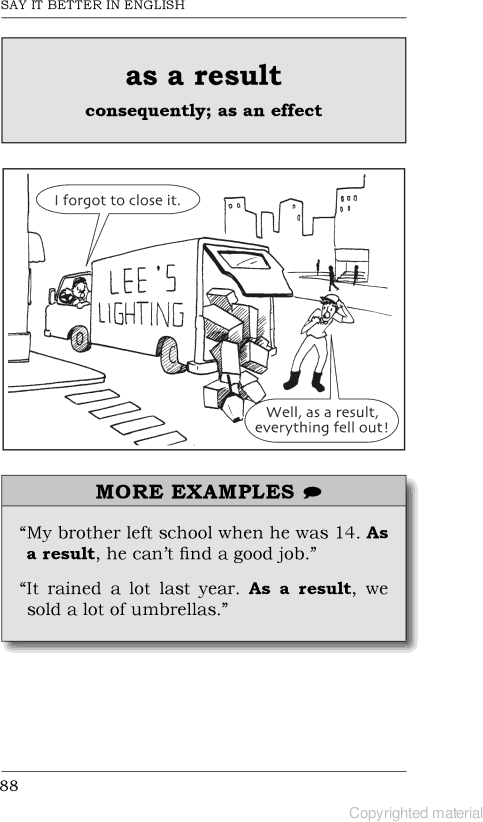 SAY IT BETTER IN ENGLISH
as a result
consequently; as an effect
I forgot to close it.
LEE'S
LIGHTING
Well, as a result,
everything fell out!
MORE EXAMPLES
“My brother left school when he was 14. As
a result, he can’t find a good job.”
“It rained a lot last year. As a result, we
sold a lot of umbrellas.”
88
Copyrighted material